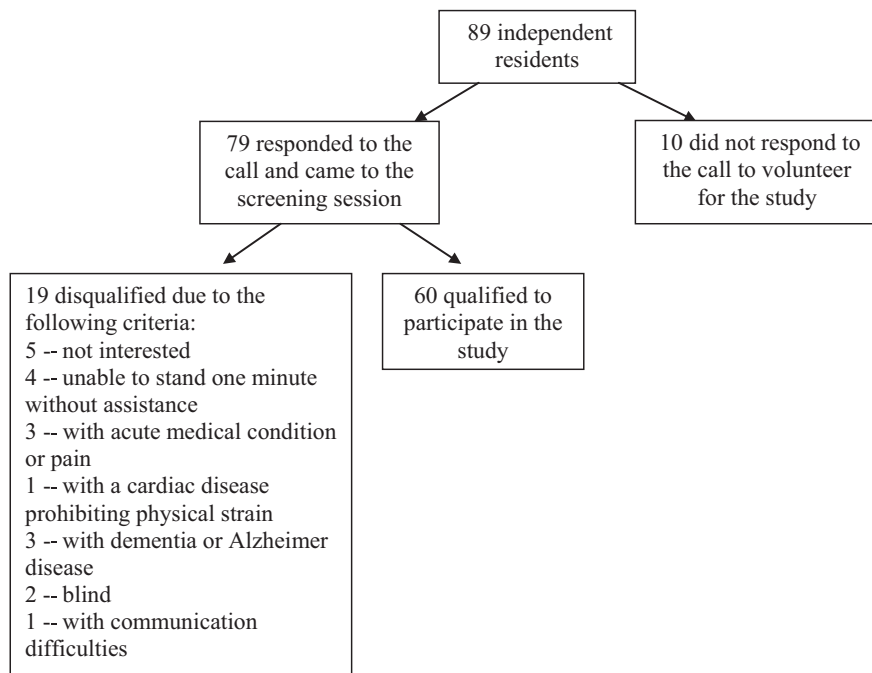 89 independent
residents
79 responded to the
call and came to the
screening session
10 did not respond to
the call to volunteer
for the study
19 disqualified due to the
following criteria:
5 -- not interested
4 -- unable to stand one minute
without assistance
3 -- with acute medical condition
or pain
1 -- with a cardiac disease
prohibiting physical strain
3 -- with dementia or Alzheimer
disease
2 -- blind
1 -- with communication
difficulties
60 qualified to
participate in the
study